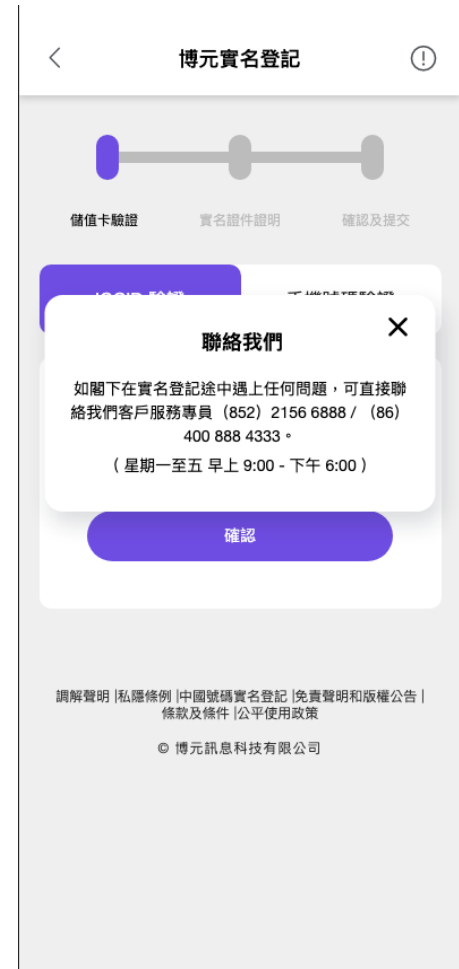 博元實名登記
儲值卡驗證 實名證件證明 確認及提交
聯絡我們
如閣下在實名登記途中遇上任何問題，可直接聯
絡我們客戶服務專員（852）2156 6888 / （86）
400 888 4333。
( 星期一至五 早上 9:00 - 下午 6:00 )
確認
調解聲明 |私隱條例 |中國號碼實名登記 |免責聲明和版權公告 |
條款及條件 |公平使用政策
© 博元訊息科技有限公司